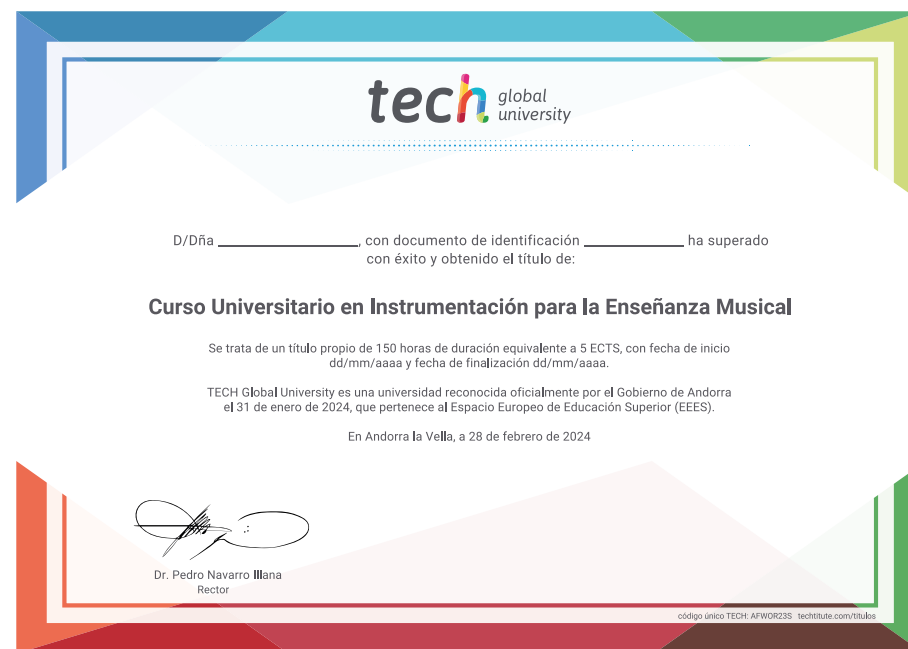 tech global university
D/Dña ____________________, con documento de identificación ______________ ha superado
con éxito y obtenido el título de:
Curso Universitario en Instrumentación para la Enseñanza Musical
Se trata de un título propio de 150 horas de duración equivalente a 5 ECTS, con fecha de inicio
dd/mm/aaaa y fecha de finalización dd/mm/aaaa.
TECH Global University es una universidad reconocida oficialmente por el Gobierno de Andorra
el 31 de enero de 2024, que pertenece al Espacio Europeo de Educación Superior (EEES).
En Andorra la Vella, a 28 de febrero de 2024
Dr. Pedro Navarro Illana
Rector
código único TECH: AFWOR23S techtitute.com/titulos